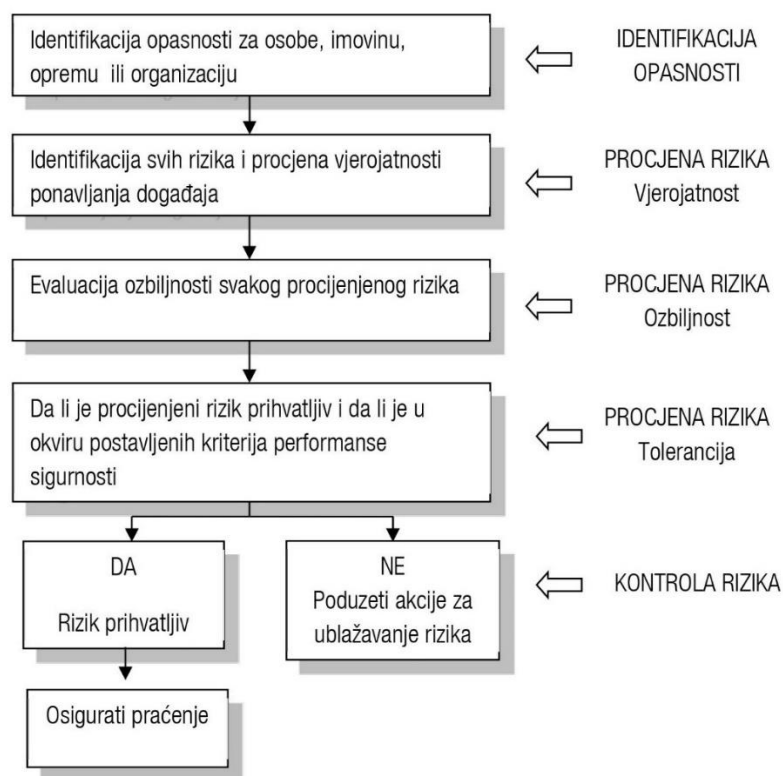 Identifikacija opasnosti za osobe, imovinu,
opremu ili organizaciju
IDENTIFIKACIJA
OPASNOSTI
Identifikacija svih rizika i procjena vjerojatnosti
ponavljanja događaja
PROCJENA RIZIKA
Vjerojatnost
Evaluacija ozbiljnosti svakog procijenjenog rizika
PROCJENA RIZIKA
Ozbiljnost
Da li je procijenjeni rizik prihvatljiv i da li je u
okviru postavljenih kriterija performanse
sigurnosti
PROCJENA RIZIKA
Tolerancija
DA
Rizik prihvatljiv
NE
Poduzeti akcije za
ublažavanje rizika
KONTROLA RIZIKA
Osigurati praćenje